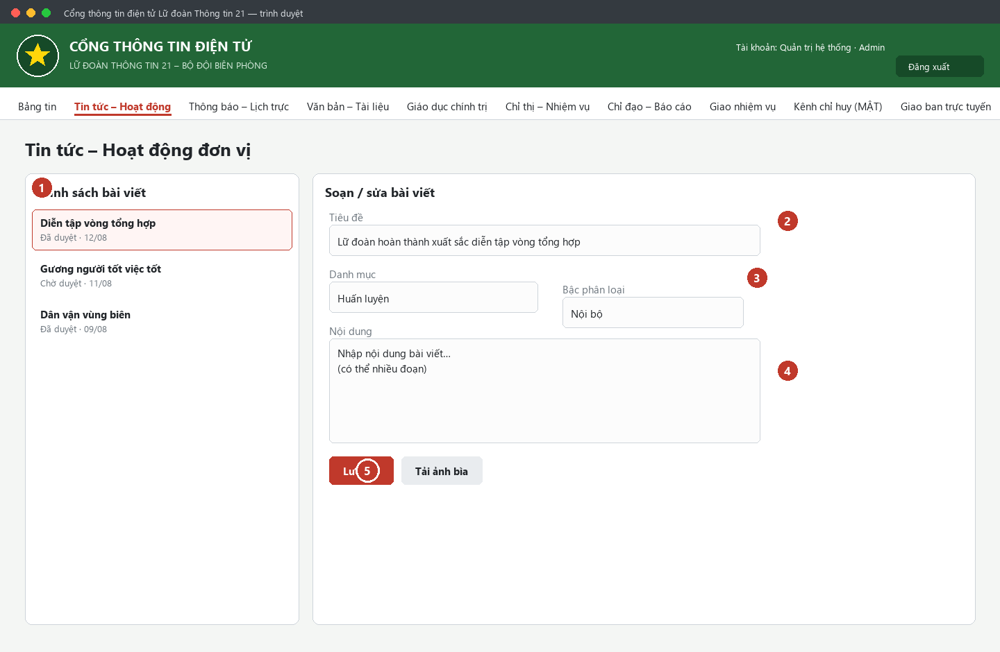 Cổng thông tin điện tử Lữ đoàn Thông tin 21 — trình duyệt
CỔNG THÔNG TIN ĐIỆN TỬ
LỮ ĐOÀN THÔNG TIN 21 – BỘ ĐỘI BIÊN PHÒNG
Tài khoản: Quản trị hệ thống · Admin
Đăng xuất
Bảng tin Tin tức – Hoạt động Thông báo – Lịch trực Văn bản – Tài liệu Giáo dục chính trị Chỉ thị – Nhiệm vụ Chỉ đạo – Báo cáo Giao nhiệm vụ Kênh chỉ huy (MẬT) Giao ban trực tuyến
Tin tức – Hoạt động đơn vị
1
sách bài viết
Diễn tập vòng tổng hợp
Đã duyệt · 12/08
Gương người tốt việc tốt
Chờ duyệt · 11/08
Dân vận vùng biên
Đã duyệt · 09/08
Soạn / sửa bài viết
Tiêu đề
2
Lữ đoàn hoàn thành xuất sắc diễn tập vòng tổng hợp
Danh mục
3
Huấn luyện
Bậc phân loại
Nội bộ
Nội dung
Nhập nội dung bài viết...
(có thể nhiều đoạn)
4
5
Tải ảnh bìa